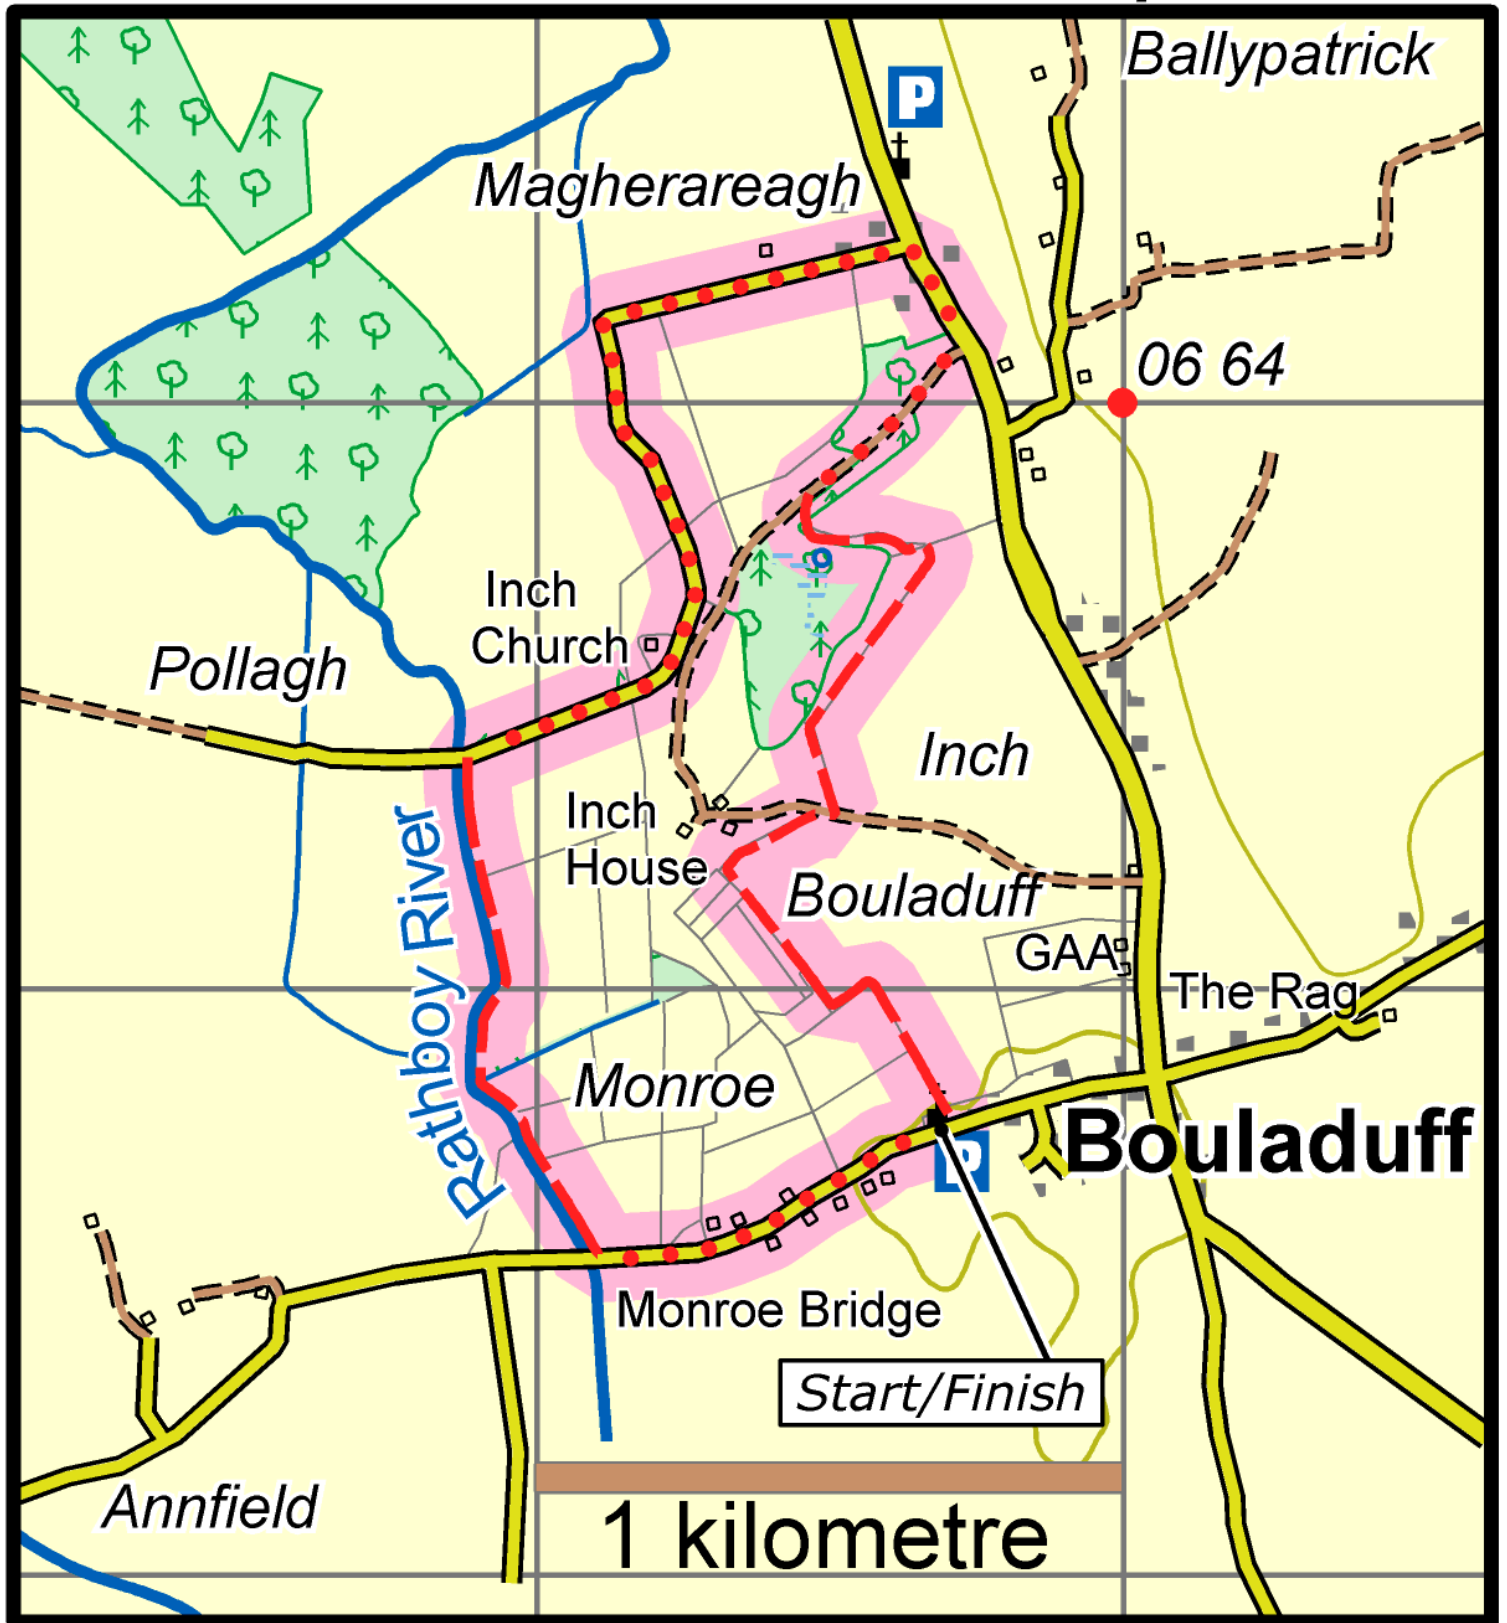 Ballypatrick
P
Magherareagh
06 64
Inch
Church
Pollagh
Inch
Inch
House
Bouladuff
GAA
The Rag
Rathboy River
Monroe
Bouladuff
P
Monroe Bridge
Start/Finish
Annfield
1 kilometre